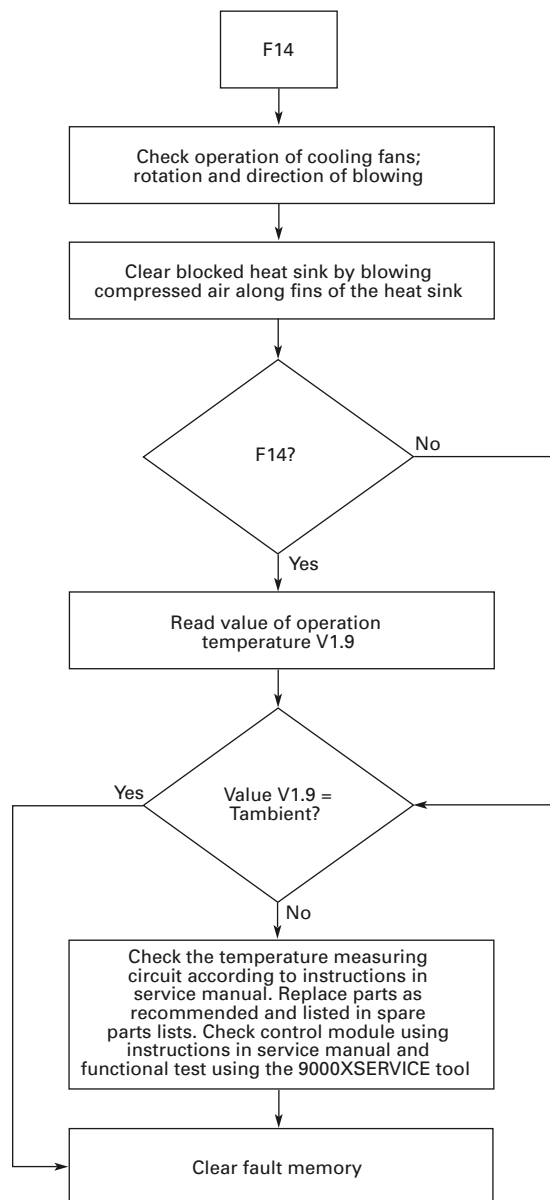 F14
Check operation of cooling fans;
rotation and direction of blowing
Clear blocked heat sink by blowing
compressed air along fins of the heat sink
F14?
No
Yes
Read value of operation
temperature V1.9
Yes
Value V1.9 =
Tambient?
No
Check the temperature measuring
circuit according to instructions in
service manual. Replace parts as
recommended and listed in spare
parts lists. Check control module using
instructions in service manual and
functional test using the 9000XSERVICE tool
Clear fault memory